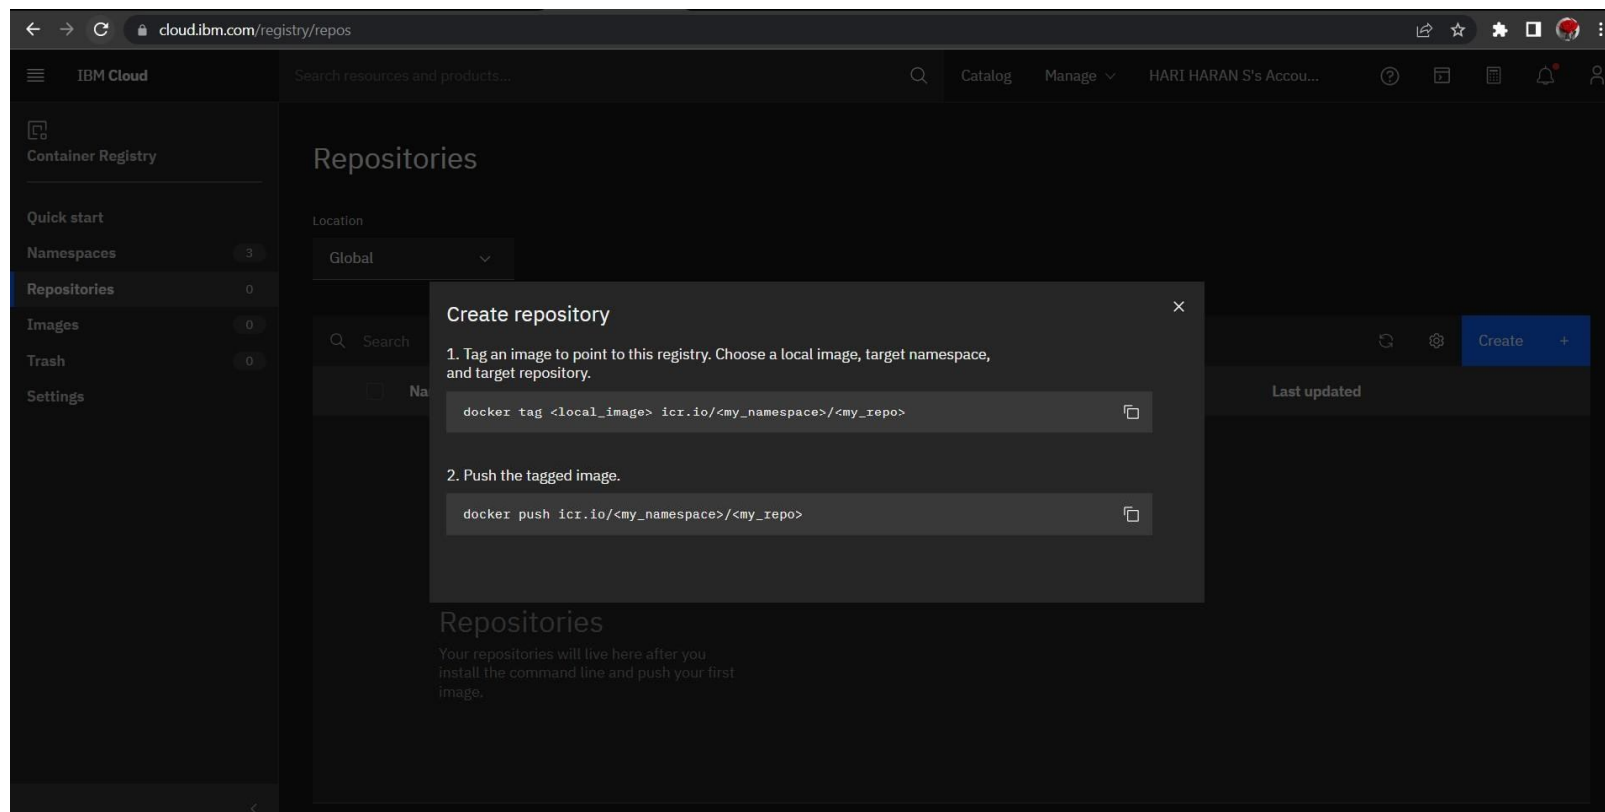 cloud.ibm.com/registry/repos
IBM Cloud
Search resources and products...
Catalog
Manage
HARI HARAN S's Accou...
Container Registry
Quick start
Namespaces 3
Repositories 0
Images 0
Trash 0
Settings
Repositories
Location
Global
Search
Create +
Na
Last updated
Create repository
1. Tag an image to point to this registry. Choose a local image, target namespace,
and target repository.
docker tag <local_image> icr.io/<my_namespace>/<my_repo>
2. Push the tagged image.
docker push icr.io/<my_namespace>/<my_repo>
Repositories
Your repositories will live here after you
install the command line and push your first
image.